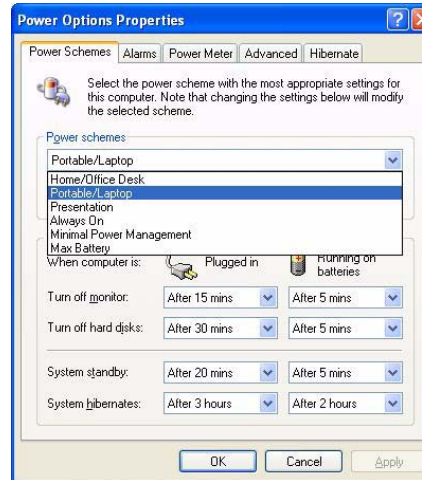 Power Options Properties
Power Schemes Alarms Power Meter Advanced Hibernate
Select the power scheme with the most appropriate settings for
this computer. Note that changing the settings below will modify
the selected scheme.
Power schemes
Portable/Laptop
Home/Office Desk
Portable/Laptop
Presentation
Always On
Minimal Power Management
Max Battery
When computer is: Plugged in Running on
batteries
Turn off monitor: After 15 mins After 5 mins
Turn off hard disks: After 30 mins After 5 mins
System standby: After 20 mins After 5 mins
System hibernates: After 3 hours After 2 hours
OK Cancel Apply